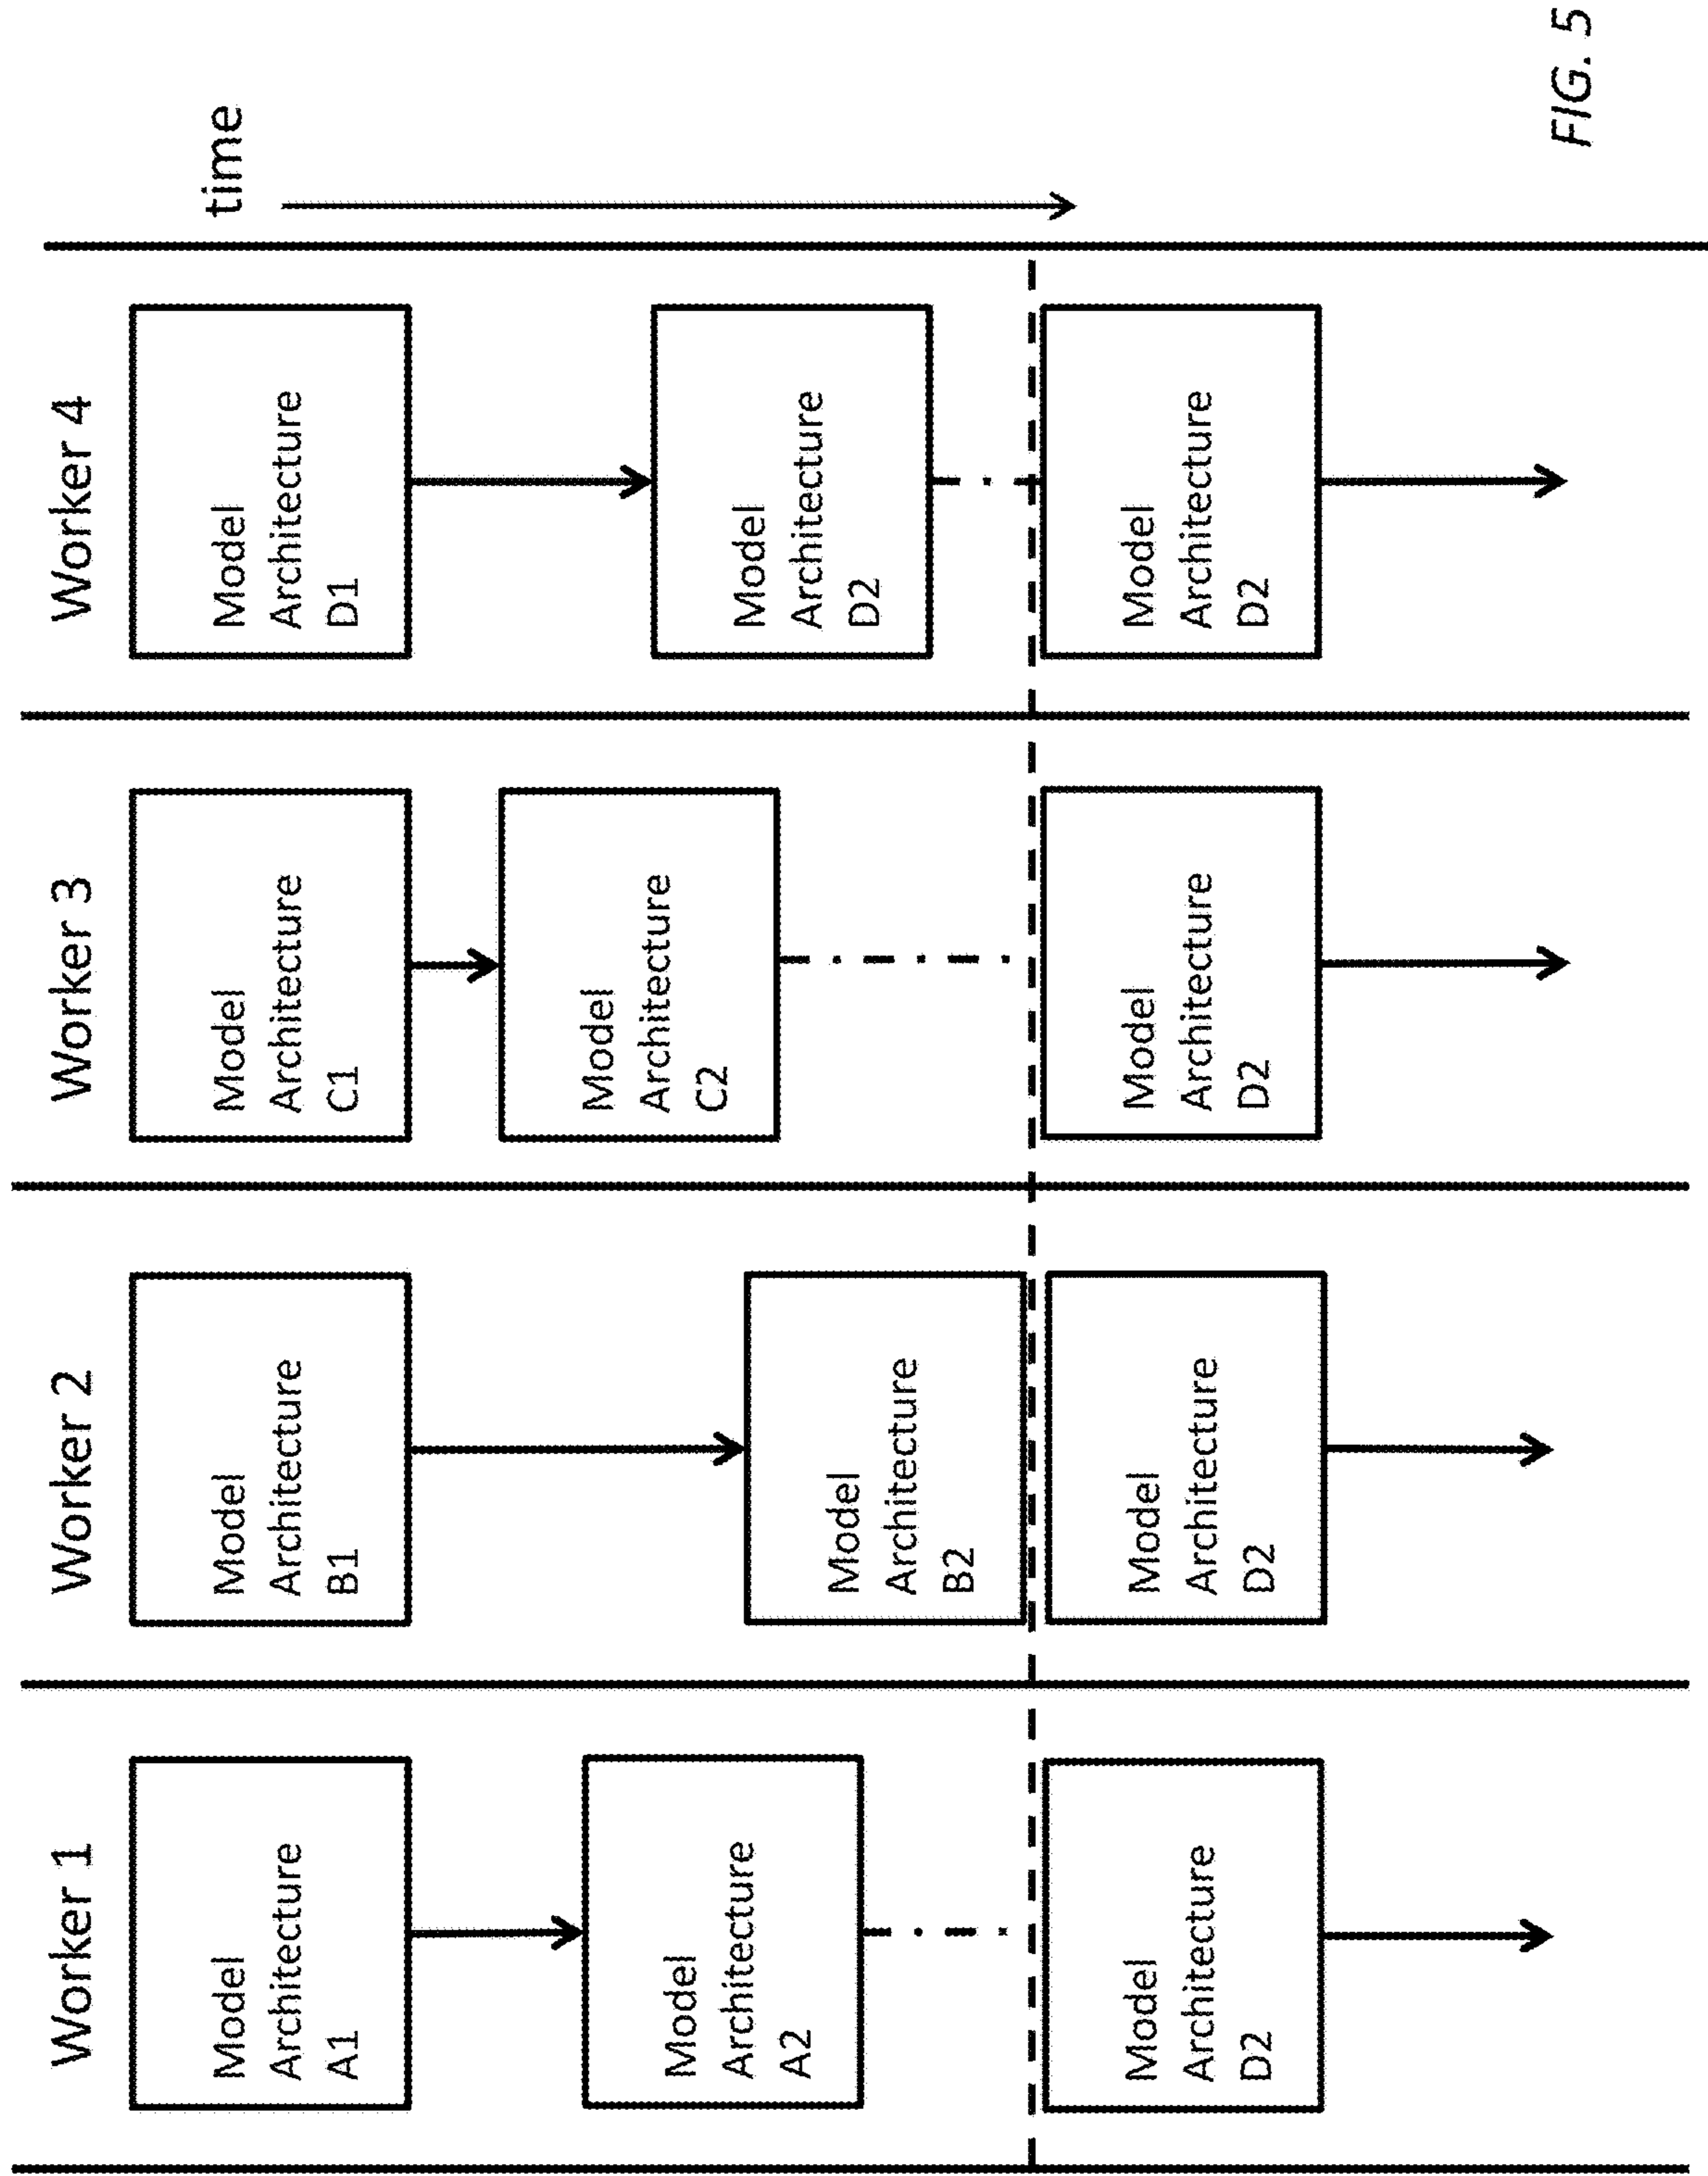 Worker 1
Worker 2
Worker 3
Worker 4
time
Model
Architecture
A1
Model
Architecture
B1
Model
Architecture
C1
Model
Architecture
D1
Model
Architecture
A2
Model
Architecture
B2
Model
Architecture
C2
Model
Architecture
D2
Model
Architecture
D2
Model
Architecture
D2
Model
Architecture
D2
Model
Architecture
D2
FIG. 5